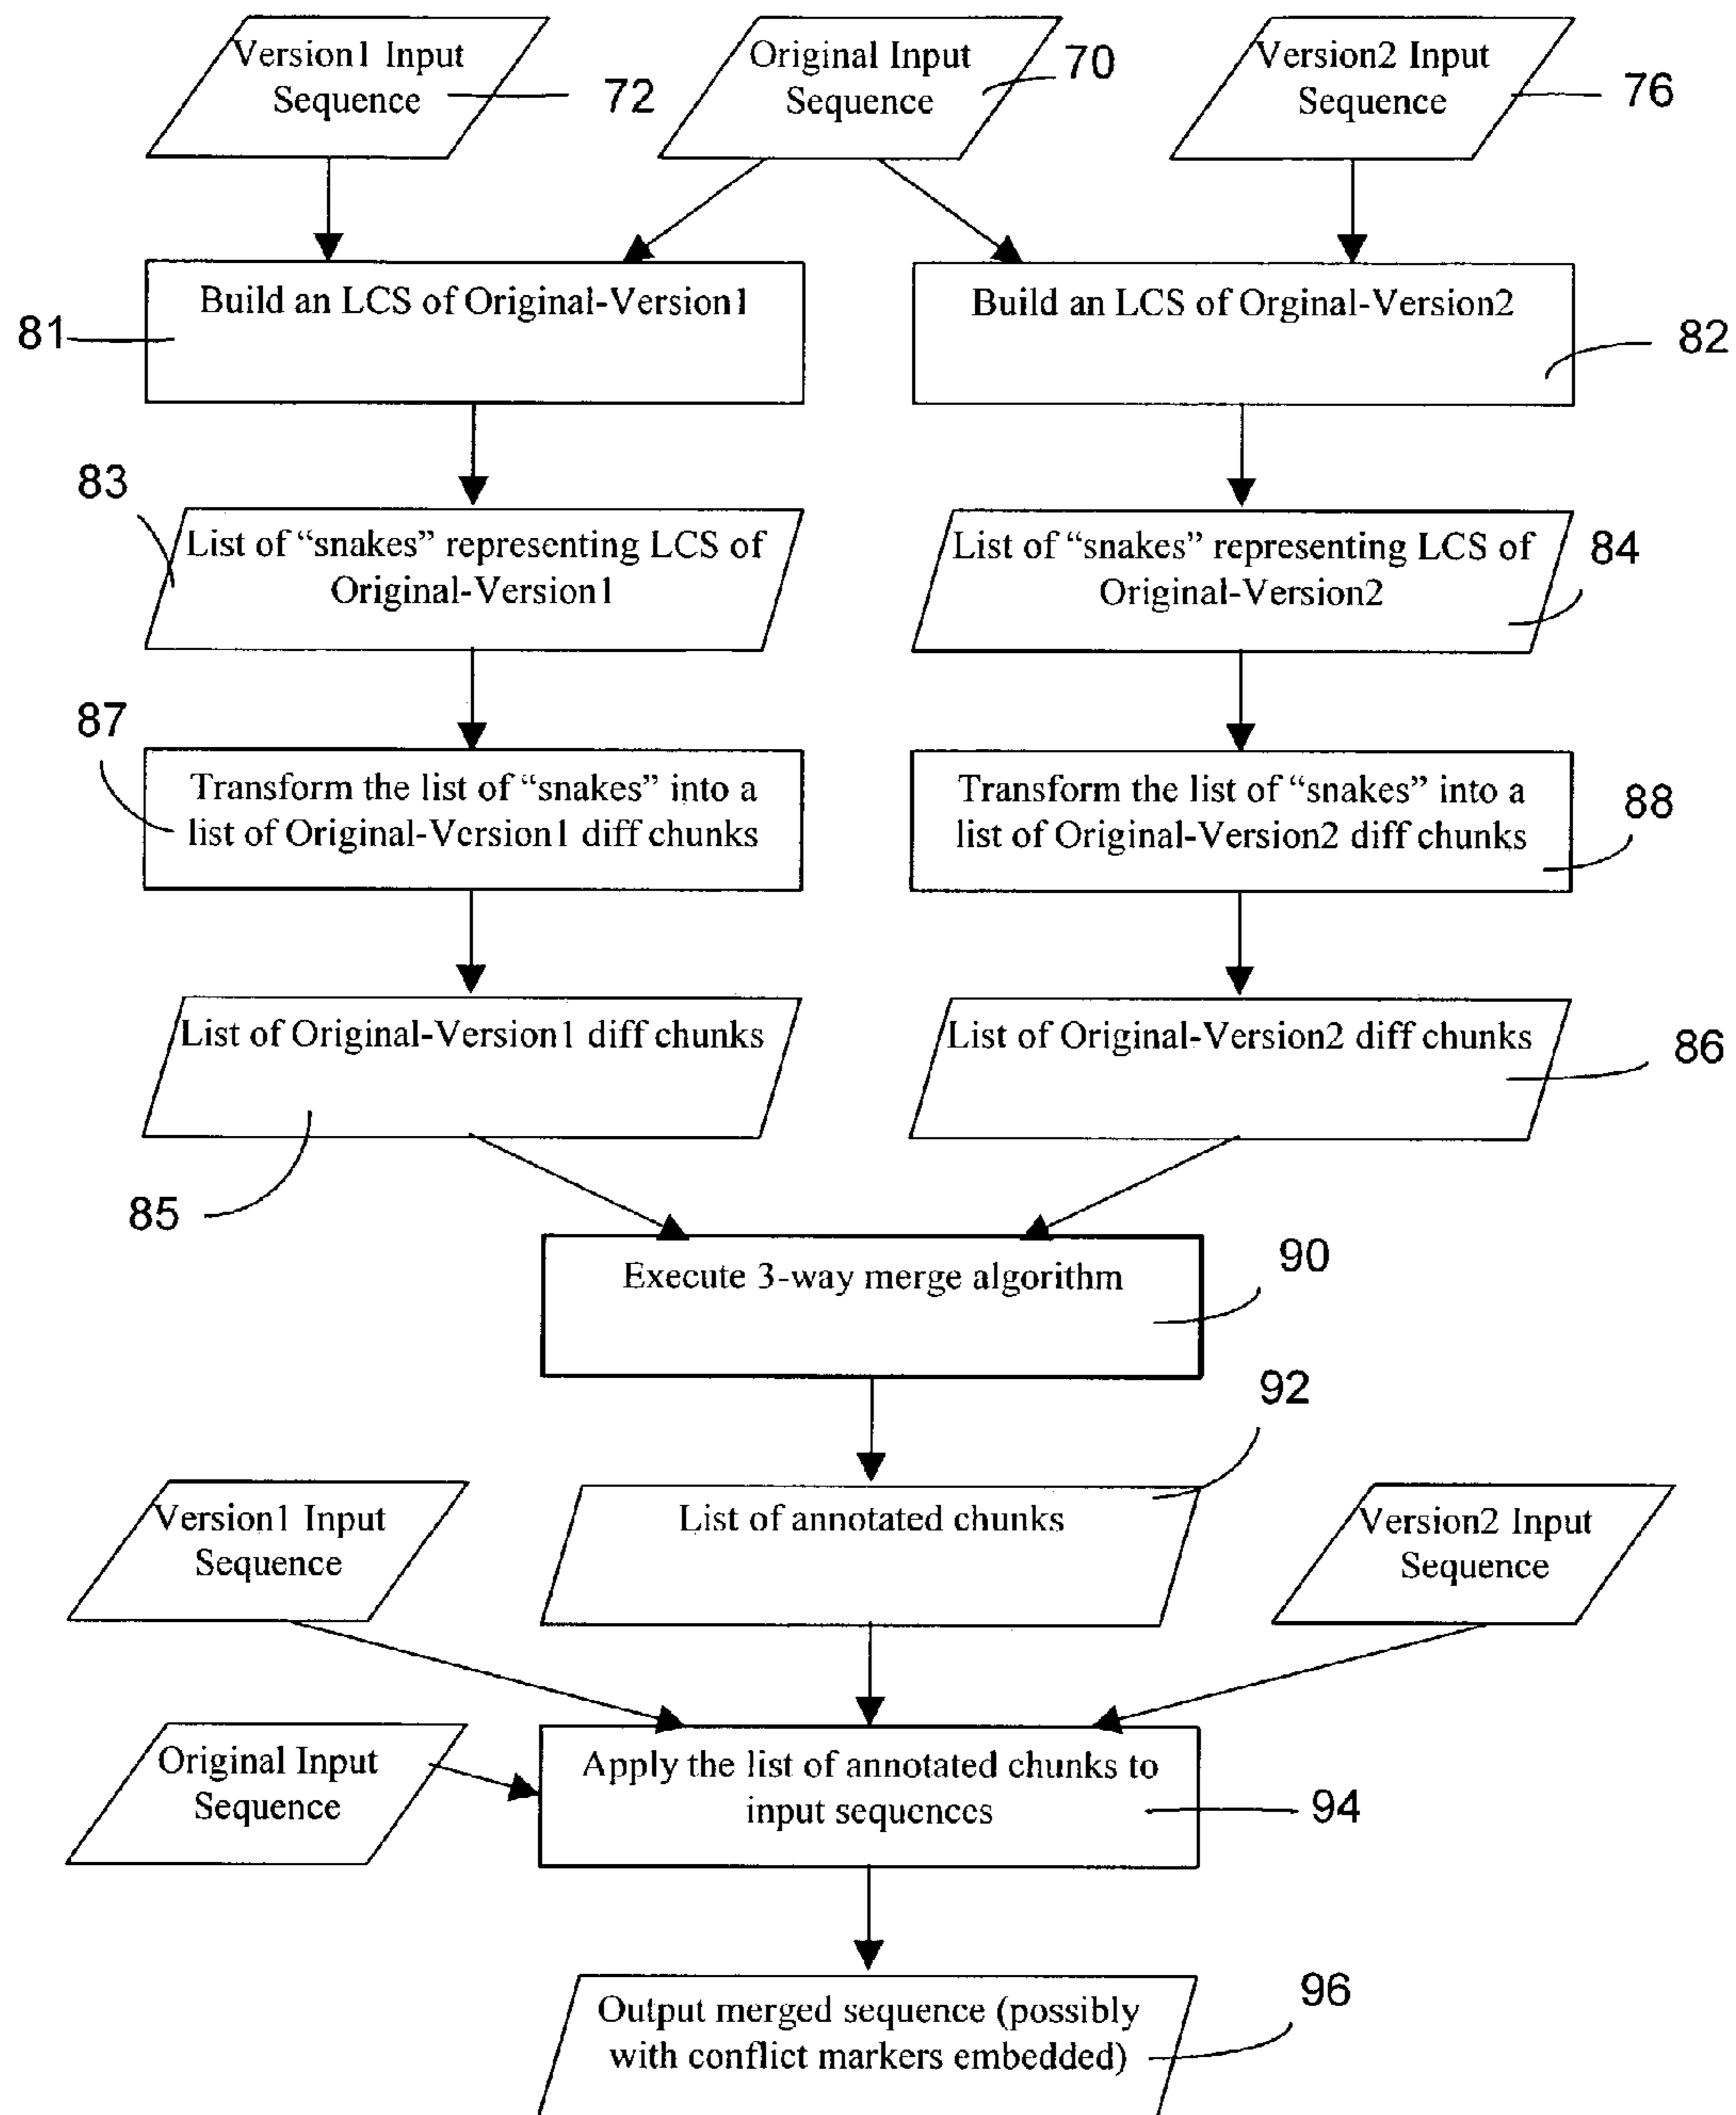 Version1 Input
Sequence
72
Original Input
Sequence
70
Version2 Input
Sequence
76
Build an LCS of Original-Version1
81
Build an LCS of Orginal-Version2
82
83
List of “snakes” representing LCS of
Original-Version1
List of “snakes” representing LCS of
Original-Version2
84
87
Transform the list of “snakes” into a
list of Original-Version1 diff chunks
Transform the list of “snakes” into a
list of Original-Version2 diff chunks
88
List of Original-Version1 diff chunks
85
List of Original-Version2 diff chunks
86
Execute 3-way merge algorithm
90
92
Version1 Input
Sequence
List of annotated chunks
Version2 Input
Sequence
Original Input
Sequence
Apply the list of annotated chunks to
input sequences
94
Output merged sequence (possibly
with conflict markers embedded)
96